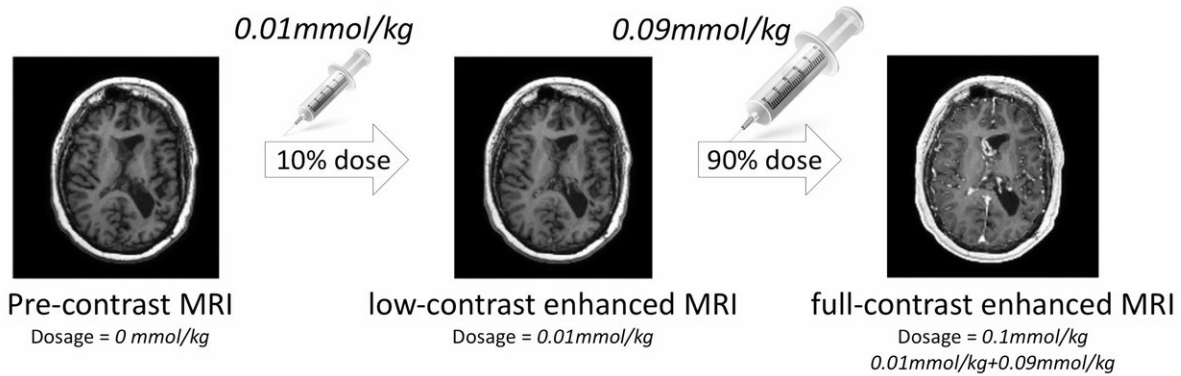 0.01mmol/kg
0.09mmol/kg
10% dose
90% dose
Pre-contrast MRI
Dosage = 0 mmol/kg
low-contrast enhanced MRI
Dosage = 0.01mmol/kg
full-contrast enhanced MRI
Dosage = 0.1mmol/kg
0.01mmol/kg+0.09mmol/kg